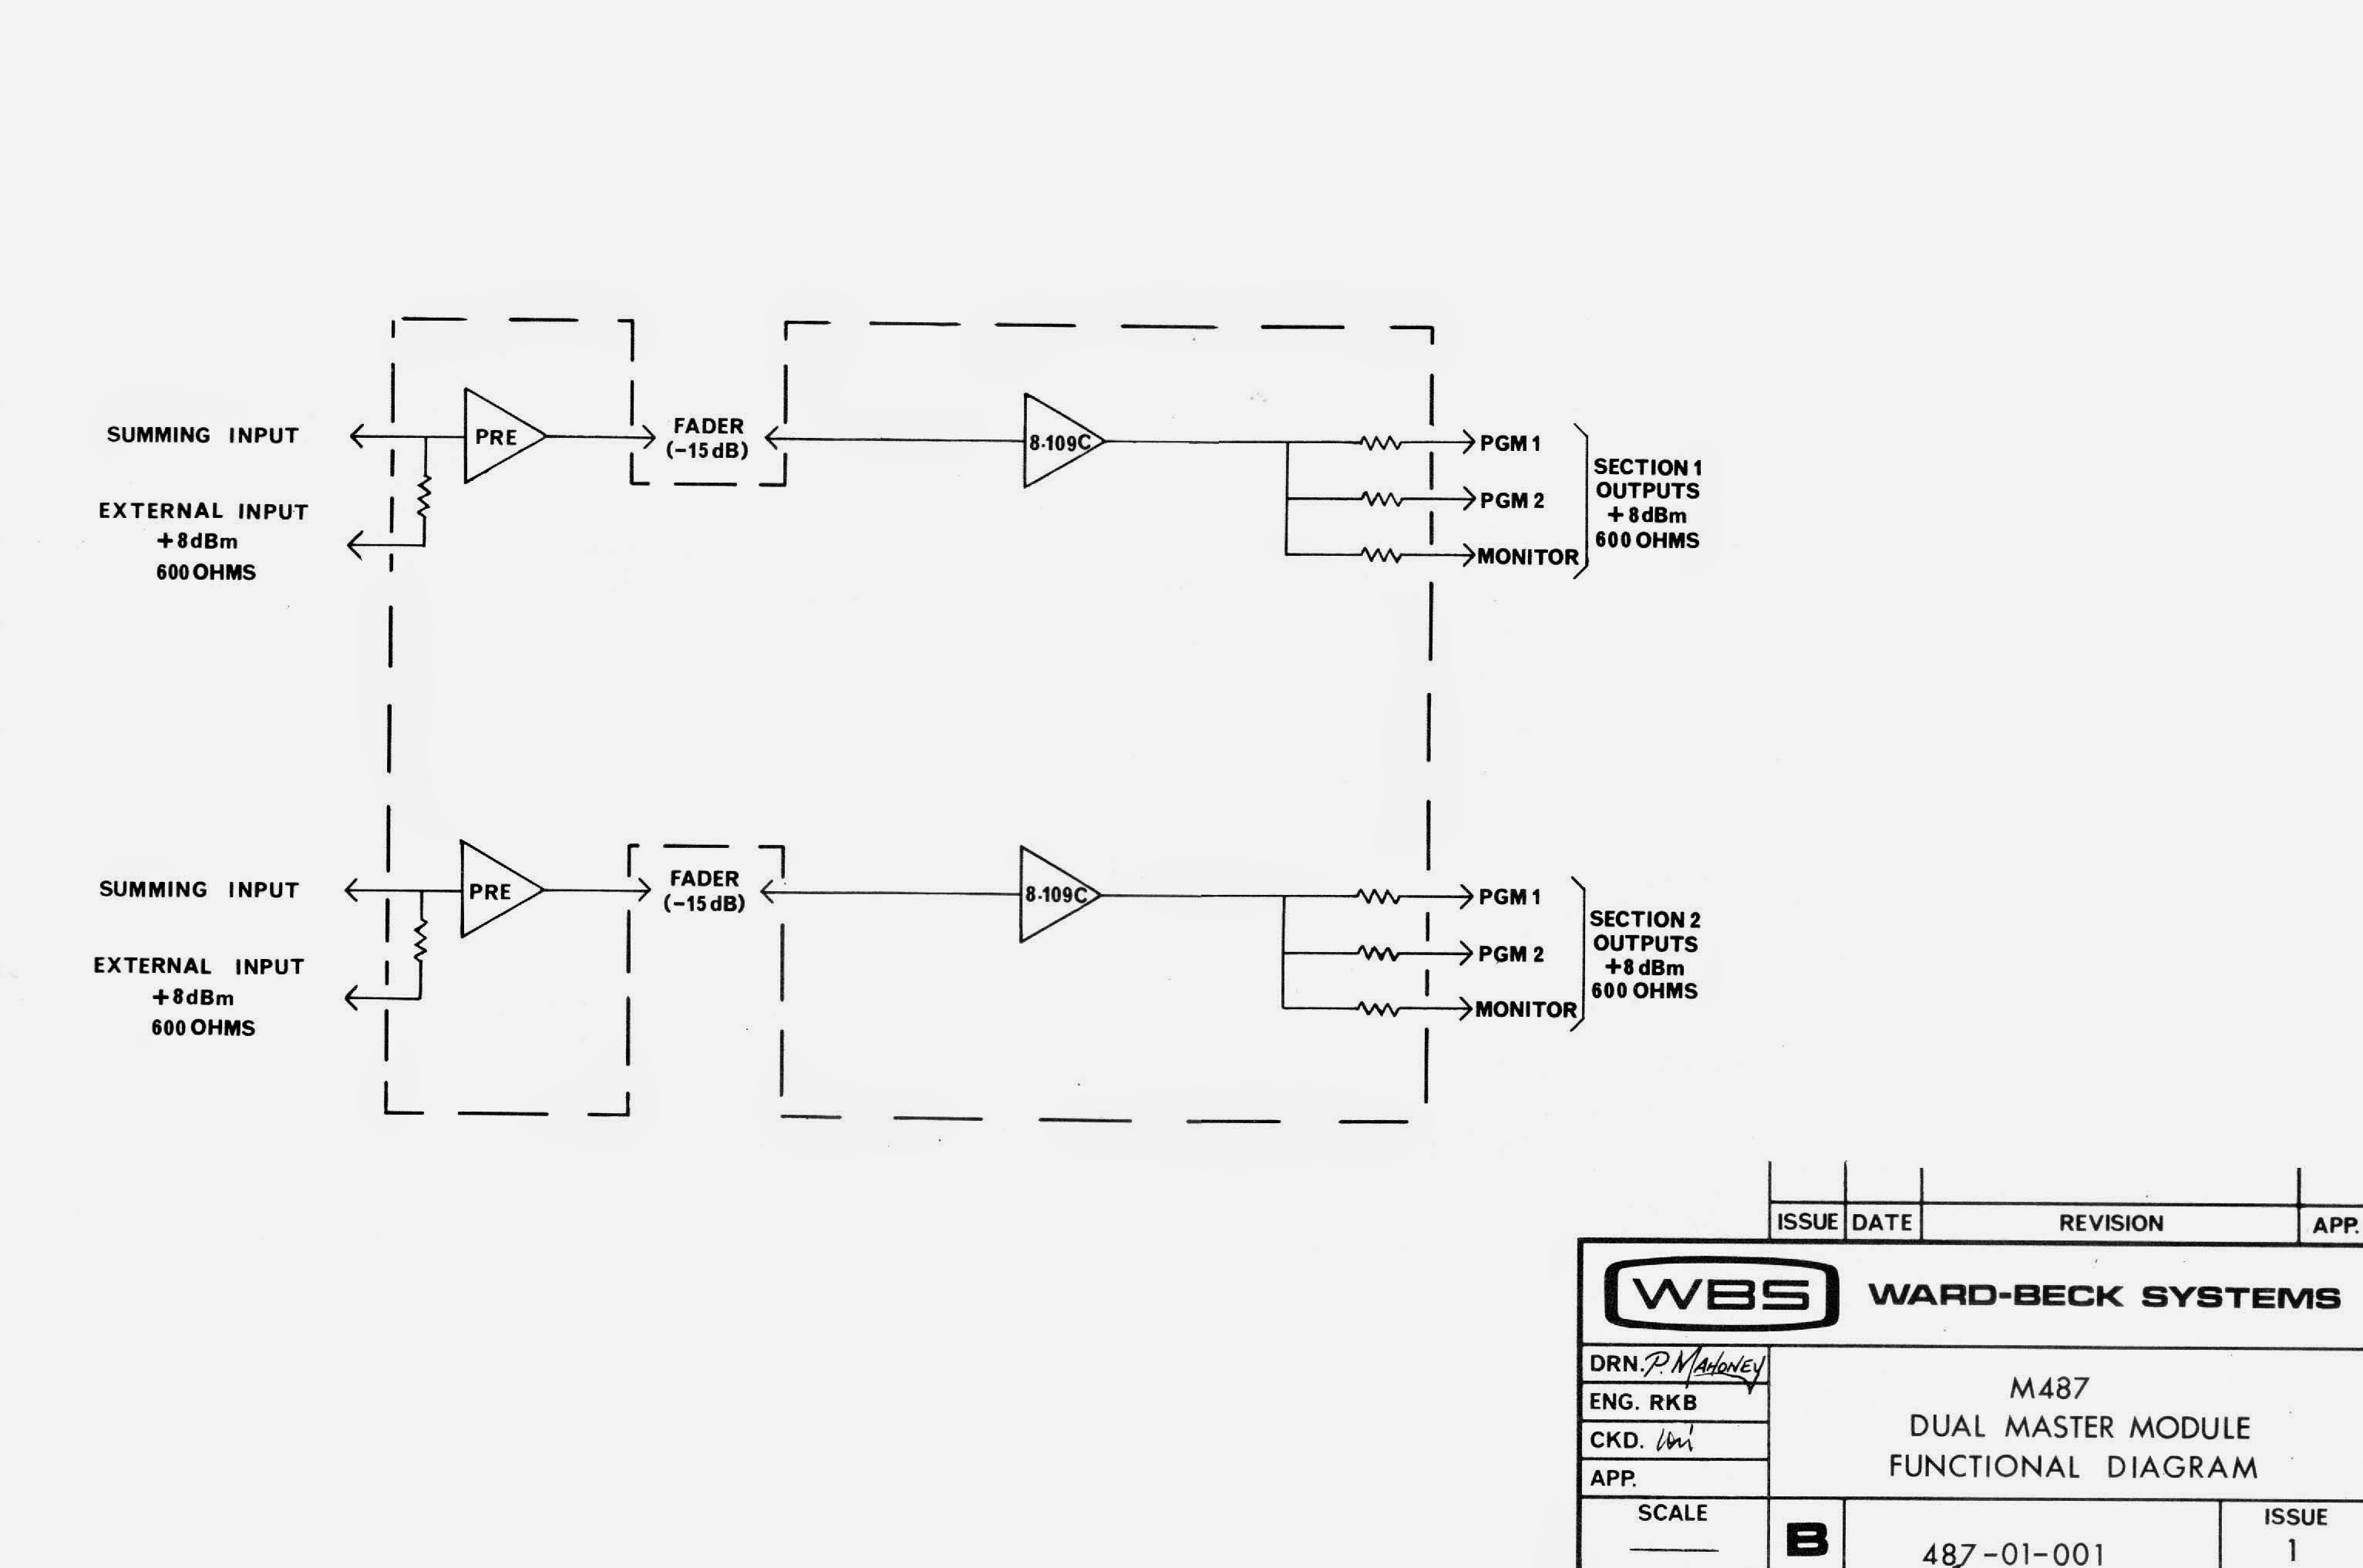 SUMMING INPUT
EXTERNAL INPUT
+8dBm
600 OHMS
PRE
FADER
(-15dB)
8-109C
PGM 1
PGM 2
MONITOR
SECTION 1
OUTPUTS
+8dBm
600 OHMS
SUMMING INPUT
EXTERNAL INPUT
+8dBm
600 OHMS
PRE
FADER
(-15dB)
8-109C
PGM 1
PGM 2
MONITOR
SECTION 2
OUTPUTS
+8dBm
600 OHMS
ISSUE DATE REVISION APP.
WBS WARD-BECK SYSTEMS
DRN. P. MAHONEY
ENG. RKB
CKD.
APP.
M487
DUAL MASTER MODULE
FUNCTIONAL DIAGRAM
SCALE
B
487-01-001
ISSUE
1